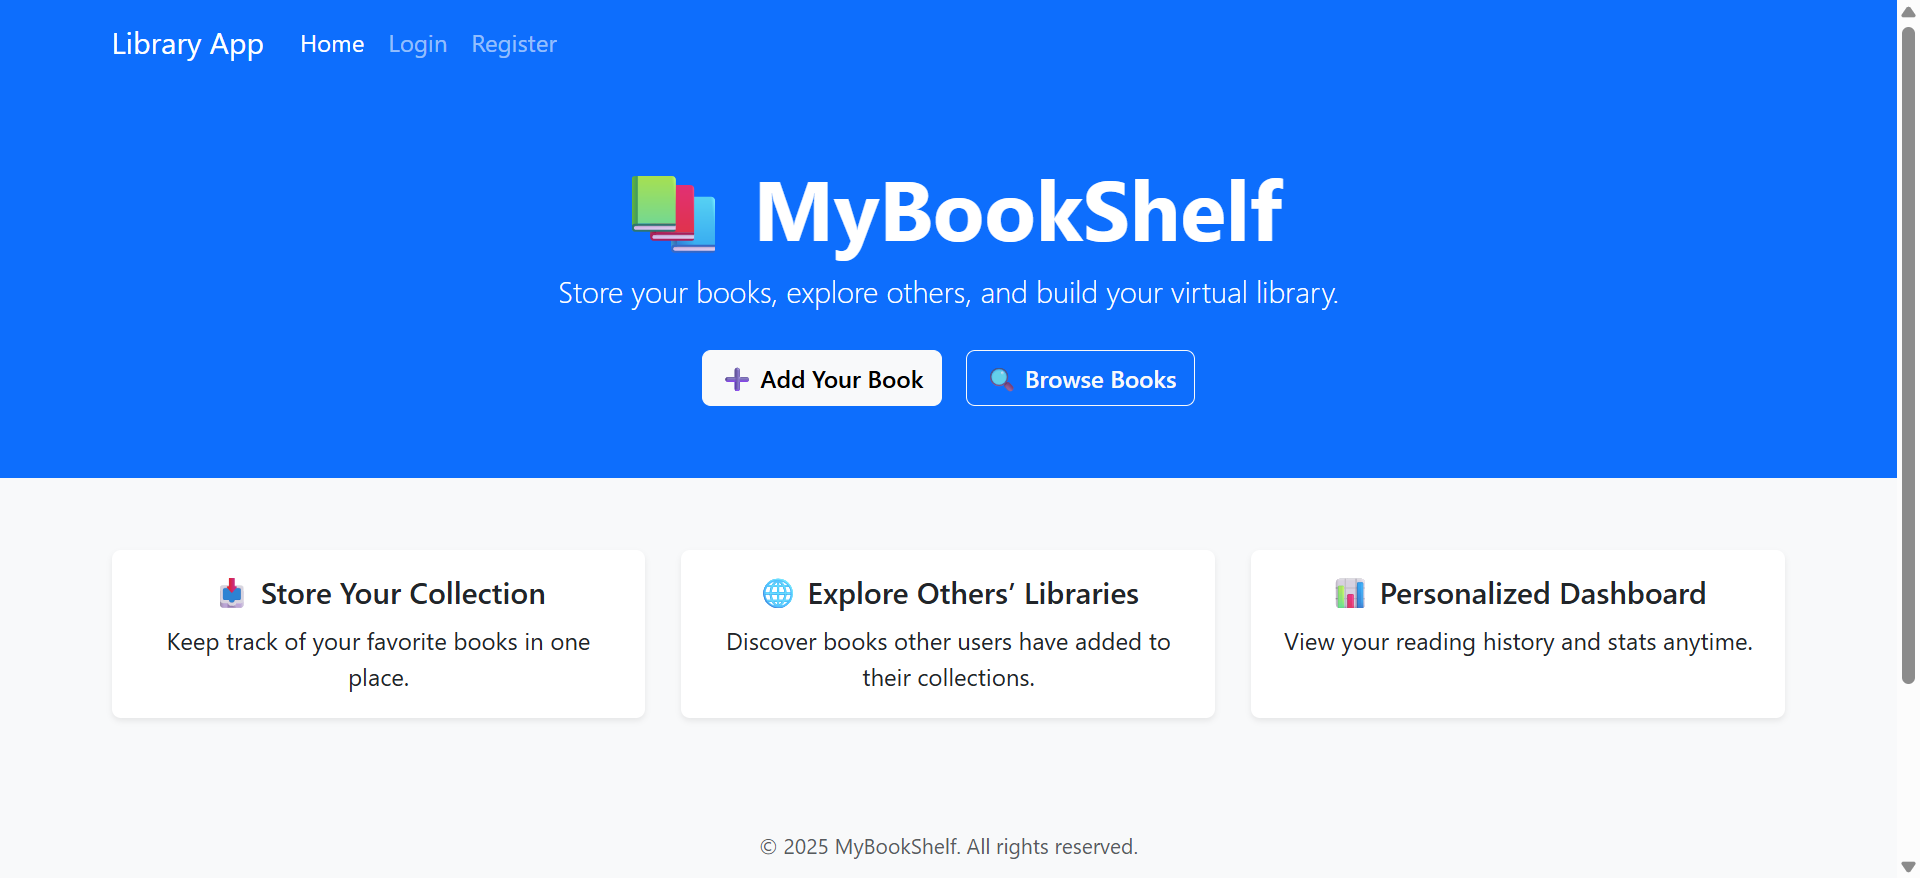 Library App Home Login Register
MyBookShelf
Store your books, explore others, and build your virtual library.
Add Your Book
Browse Books
Store Your Collection
Keep track of your favorite books in one
place.
Explore Others’ Libraries
Discover books other users have added to
their collections.
Personalized Dashboard
View your reading history and stats anytime.
© 2025 MyBookShelf. All rights reserved.